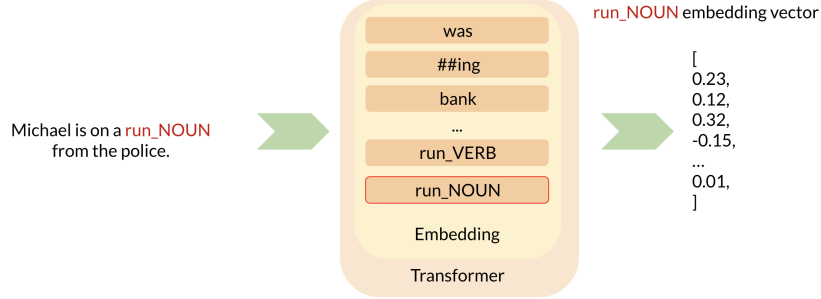 Michael is on a run_NOUN
from the police.
was
##ing
bank
...
run_VERB
run_NOUN
Embedding
Transformer
run_NOUN embedding vector
[
0.23,
0.12,
0.32,
-0.15,
...
0.01,
]